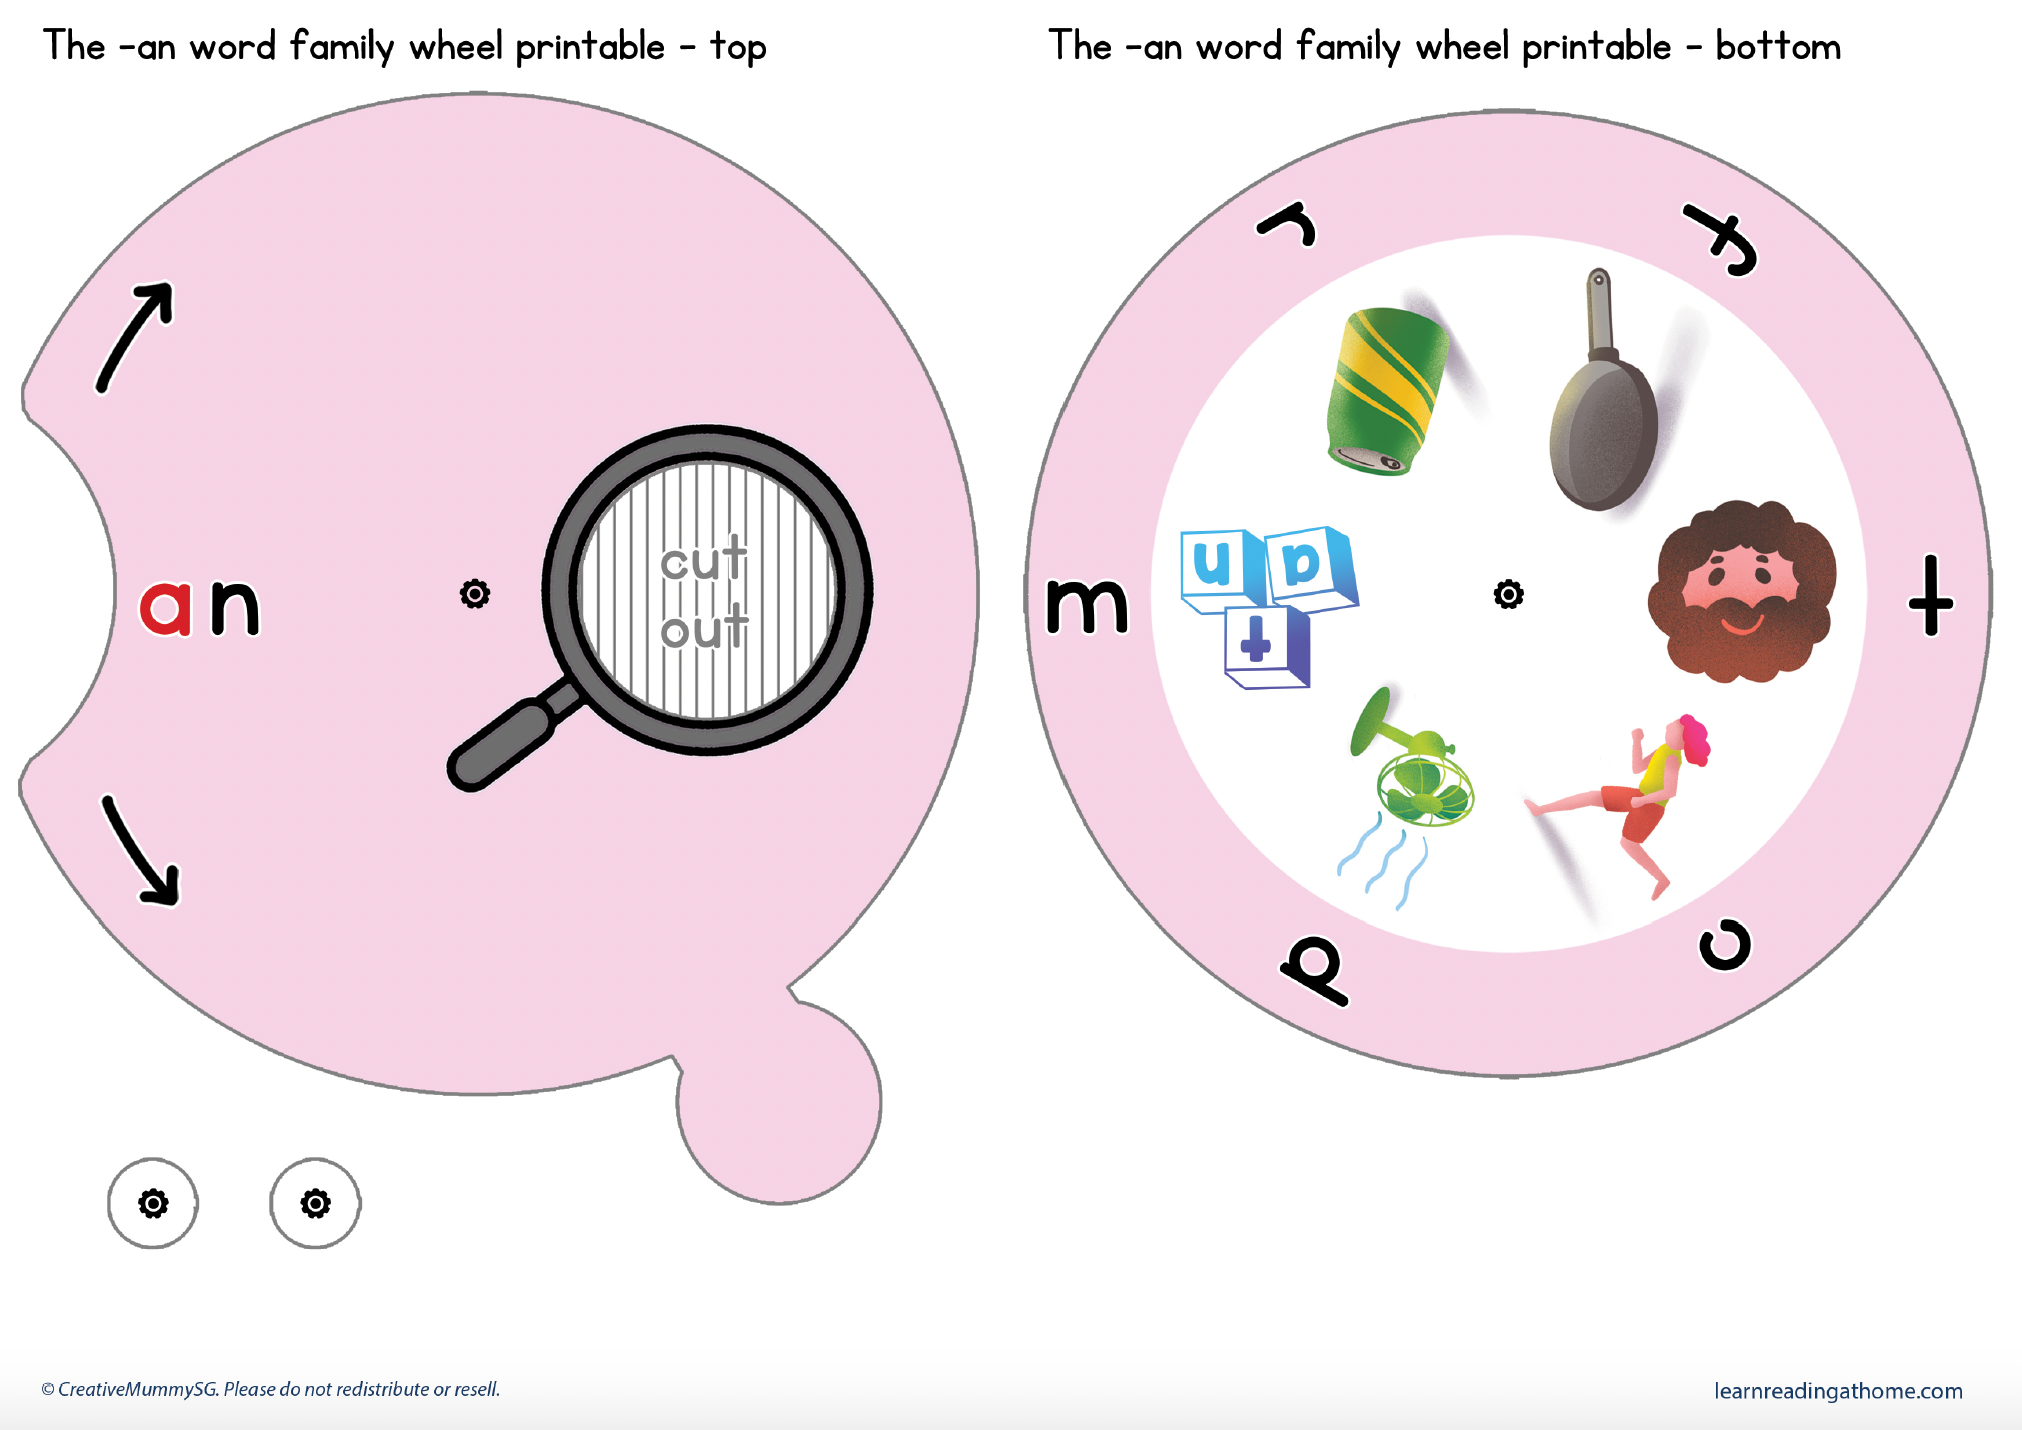 The -an word family wheel printable - top
The -an word family wheel printable - bottom
an
cut
out
r
f
m
t
p
c
n
a
t
© CreativeMummySG. Please do not redistribute or resell.
learnreadingathome.com